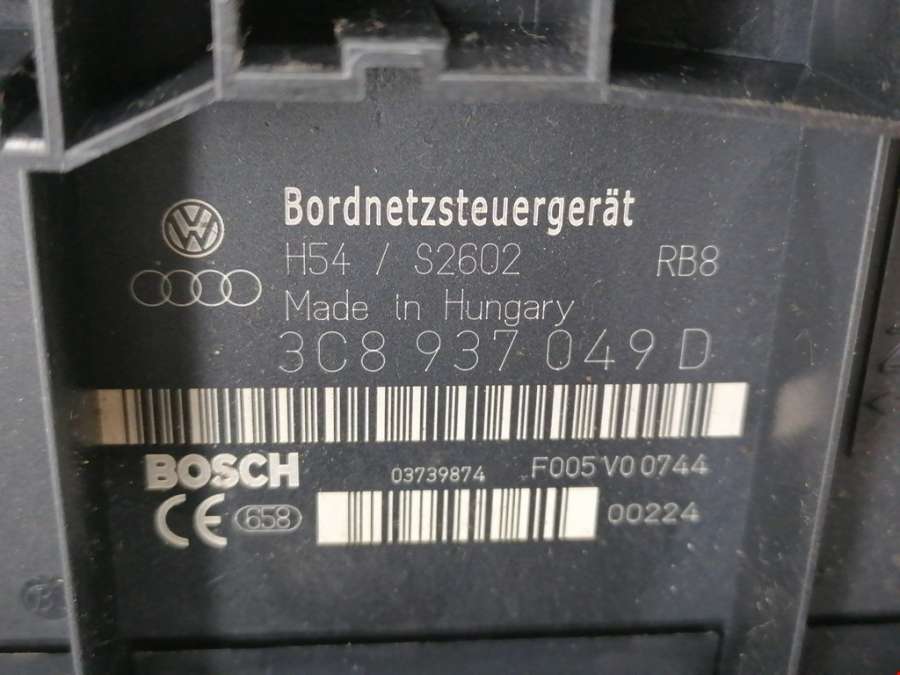 Bordnetzsteuergerät
H54 / S2602 RB8
Made in Hungary
3C8 937 049 D
BOSCH 03739874 F005 V0 0744
CE 658 00224